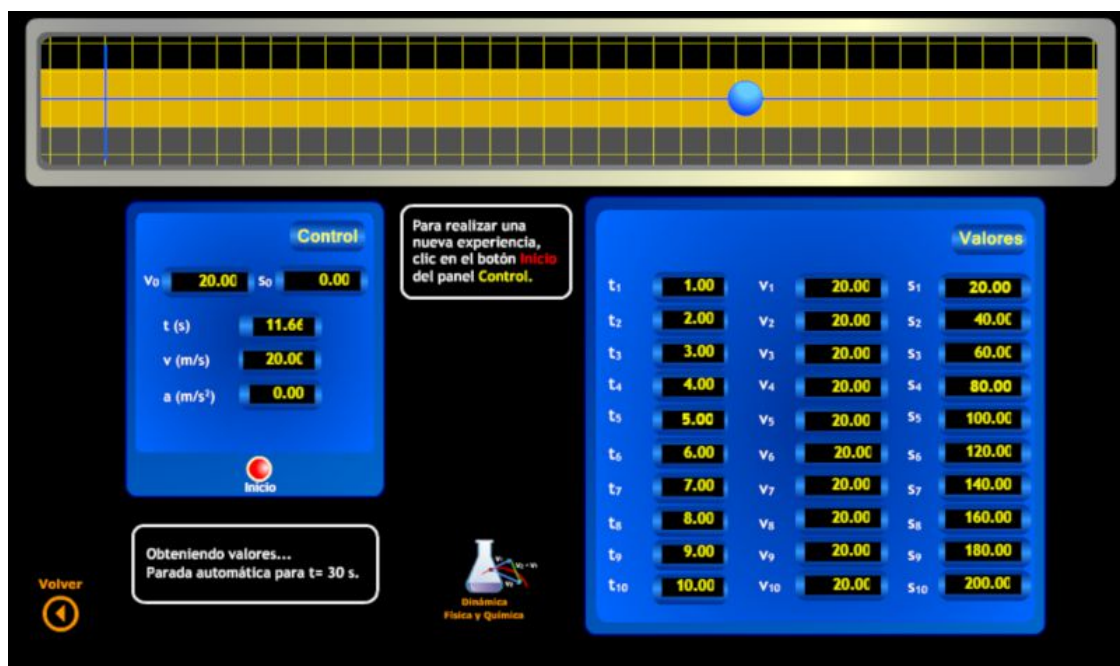 Control
V₀ 20.00 S₀ 0.00
t (s) 11.66
v (m/s) 20.00
a (m/s²) 0.00
Inicio
Para realizar una
nueva experiencia,
clic en el botón Inicio
del panel Control.
Valores
t₁ 1.00 v₁ 20.00 s₁ 20.00
t₂ 2.00 v₂ 20.00 s₂ 40.00
t₃ 3.00 v₃ 20.00 s₃ 60.00
t₄ 4.00 v₄ 20.00 s₄ 80.00
t₅ 5.00 v₅ 20.00 s₅ 100.00
t₆ 6.00 v₆ 20.00 s₆ 120.00
t₇ 7.00 v₇ 20.00 s₇ 140.00
t₈ 8.00 v₈ 20.00 s₈ 160.00
t₉ 9.00 v₉ 20.00 s₉ 180.00
t₁₀ 10.00 v₁₀ 20.00 s₁₀ 200.00
Obteniendo valores...
Parada automática para t= 30 s.
Volver
Dinámica
Física y Química